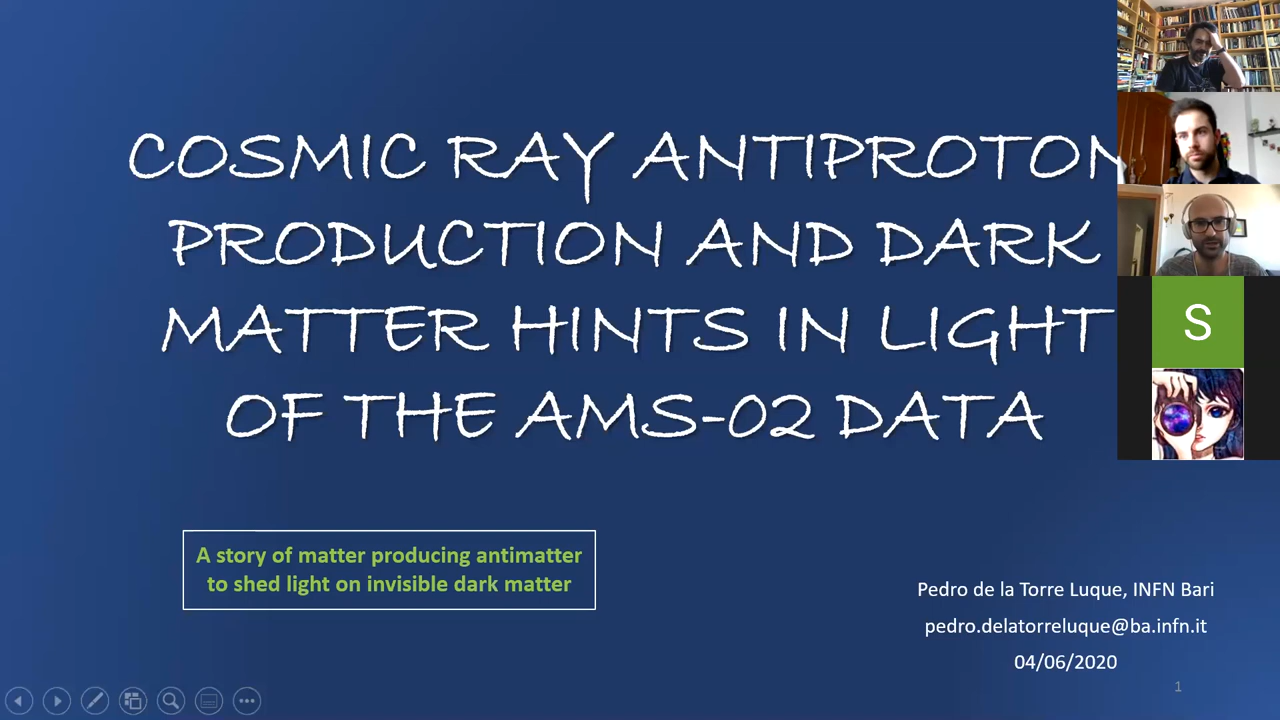 COSMIC RAY ANTIPROTON
PRODUCTION AND DARK
MATTER HINTS IN LIGHT
OF THE AMS-02 DATA
A story of matter producing antimatter
to shed light on invisible dark matter
Pedro de la Torre Luque, INFN Bari
pedro.delatorreluque@ba.infn.it
04/06/2020
1
S